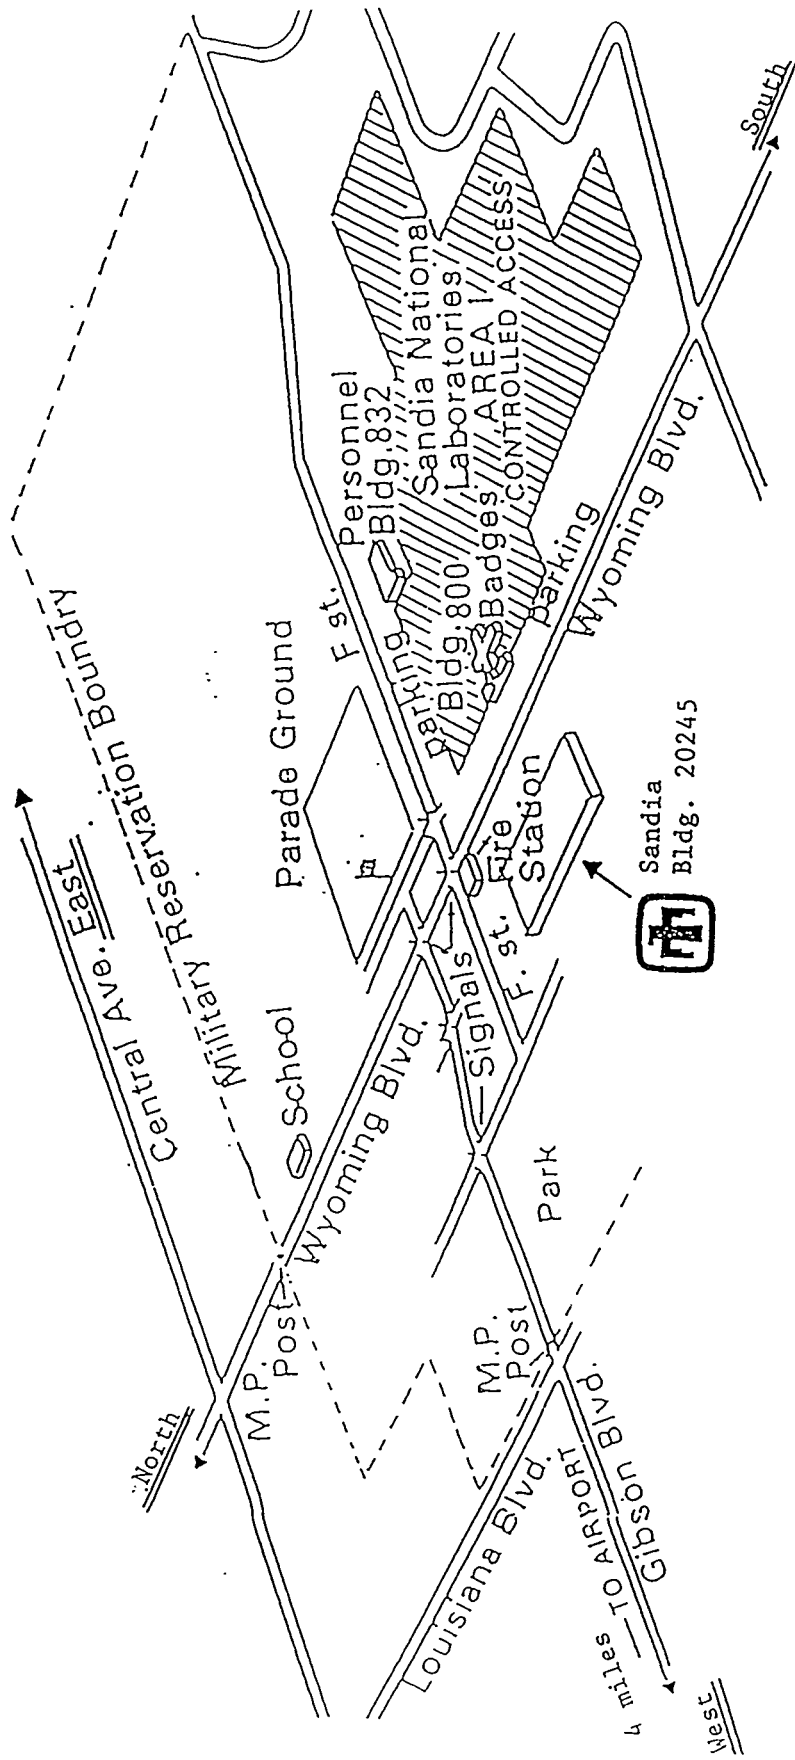 North
Central Ave. East
Military Reservation Boundry
M.P.
Post
School
Wyoming Blvd.
Parade Ground
F st.
Personnel
Bldg.832
Parking
Sandia National
Laboratories
AREA I
CONTROLLED ACCESS
Bldg.800
Badges
Parking
Wyoming Blvd.
South
Signals
Fire
Station
F. st.
Sandia
Bldg. 20245
Park
M.P.
Post
Louisiana Blvd.
4 miles — TO AIRPORT
Gibson Blvd.
West